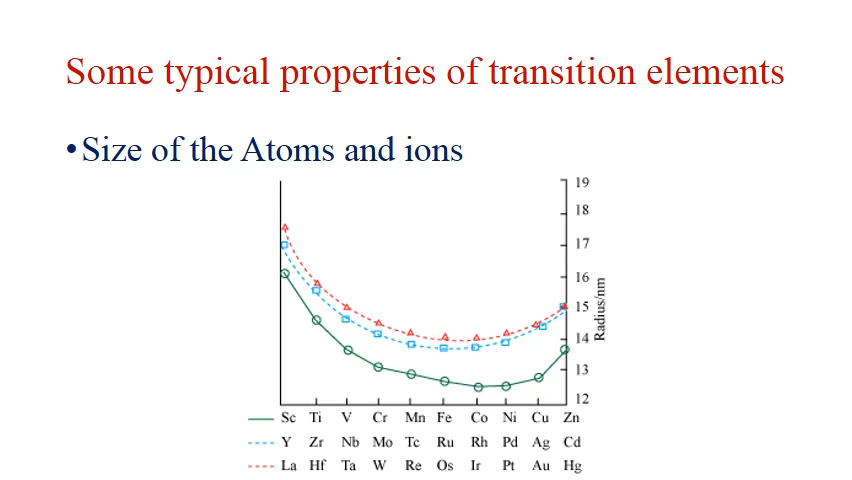 Some typical properties of transition elements
•Size of the Atoms and ions
19
18
17
16
15
14
13
12
Radius/nm
Sc Ti V Cr Mn Fe Co Ni Cu Zn
Y Zr Nb Mo Tc Ru Rh Pd Ag Cd
La Hf Ta W Re Os Ir Pt Au Hg